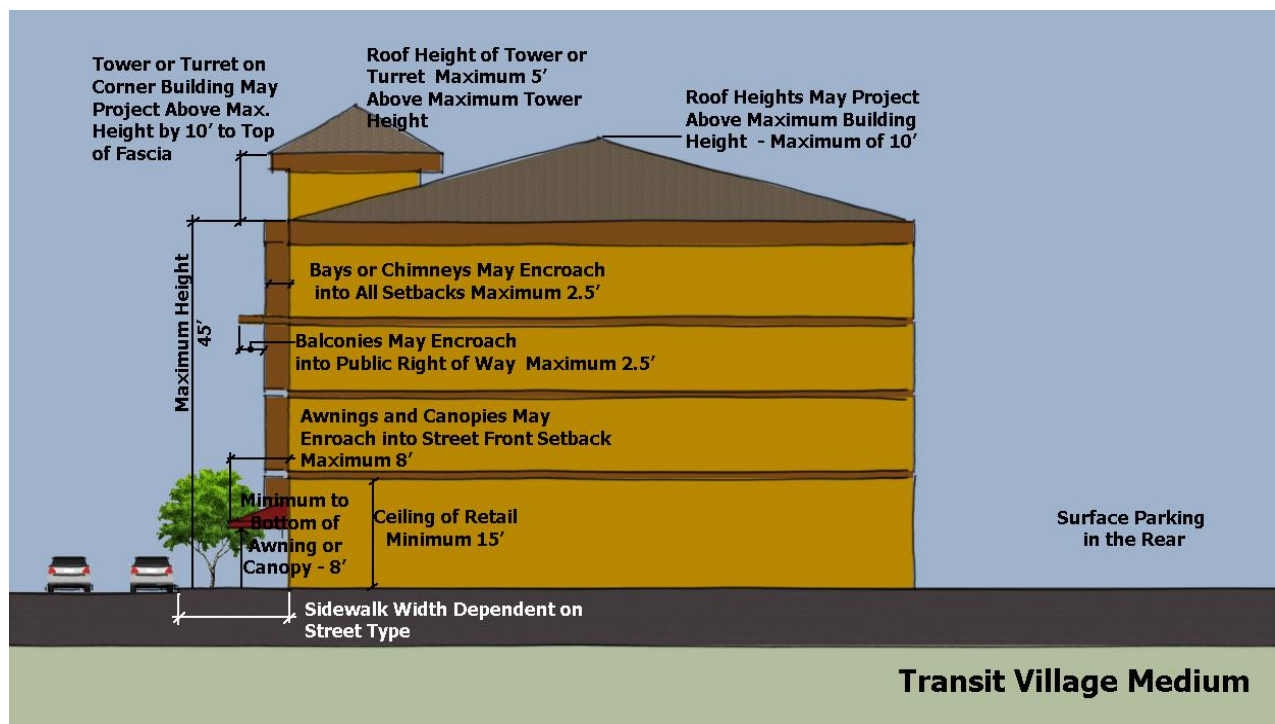 Tower or Turret on
Corner Building May
Project Above Max.
Height by 10' to Top
of Fascia
Roof Height of Tower or
Turret Maximum 5'
Above Maximum Tower
Height
Roof Heights May Project
Above Maximum Building
Height - Maximum of 10'
Maximum Height
45'
Bays or Chimneys May Encroach
into All Setbacks Maximum 2.5'
Balconies May Encroach
into Public Right of Way Maximum 2.5'
Awnings and Canopies May
Enroach into Street Front Setback
Maximum 8'
Minimum to
Bottom of
Awning or
Canopy - 8'
Ceiling of Retail
Minimum 15'
Surface Parking
in the Rear
Sidewalk Width Dependent on
Street Type
Transit Village Medium